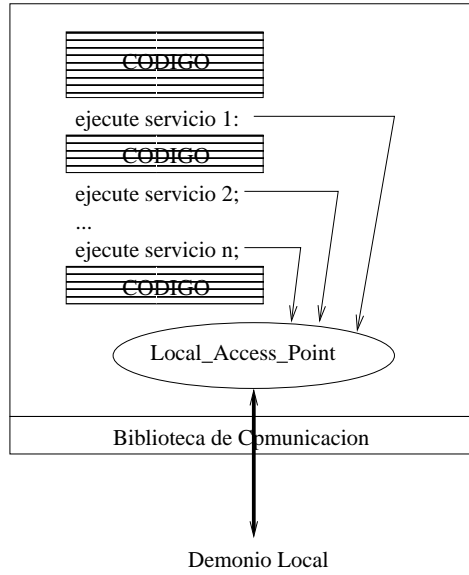 CODIGO
ejecute servicio 1:
CODIGO
ejecute servicio 2;
...
ejecute servicio n;
CODIGO
Local_Access_Point
Biblioteca de Comunicacion
Demonio Local